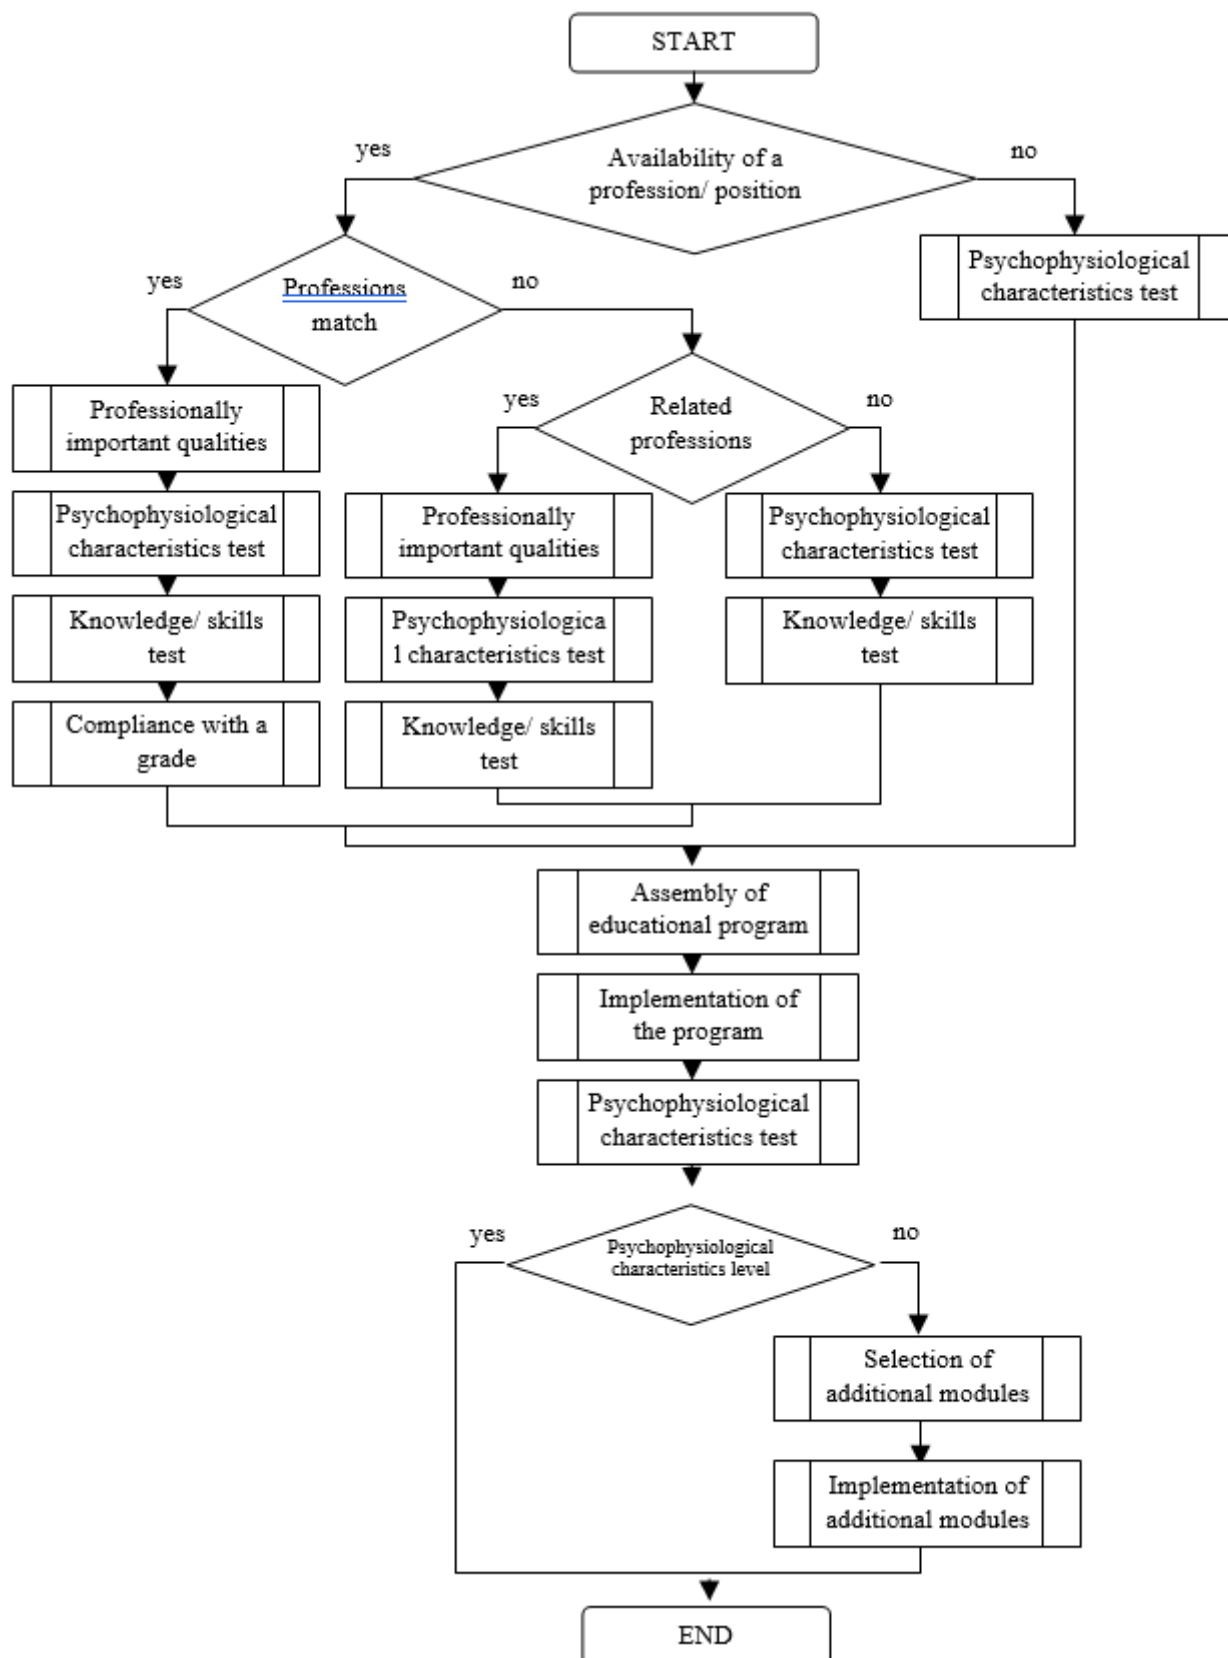 START
Availability of a
profession/ position
yes
no
Professions
match
yes
no
Psychophysiological
characteristics test
Related
professions
yes
no
Professionally
important qualities
Psychophysiological
characteristics test
Knowledge/ skills
test
Compliance with a
grade
Professionally
important qualities
Psychophysiologica
l characteristics test
Knowledge/ skills
test
Psychophysiological
characteristics test
Knowledge/ skills
test
Assembly of
educational program
Implementation of
the program
Psychophysiological
characteristics test
Psychophysiological
characteristics level
yes
no
Selection of
additional modules
Implementation of
additional modules
END